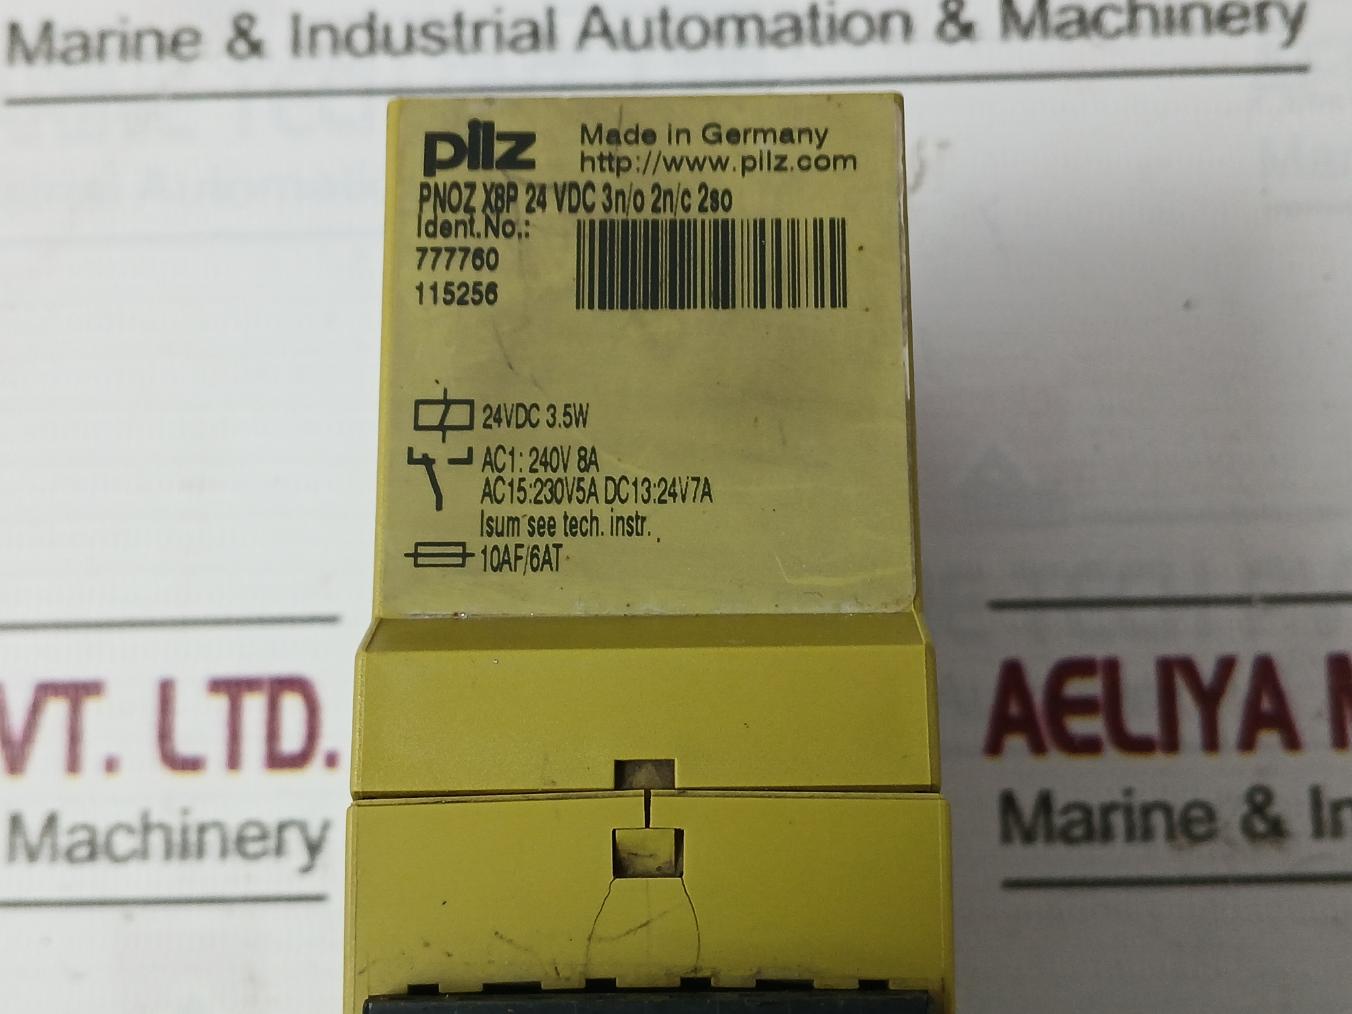 Marine & Industrial Automation & Machinery
pilz
Made in Germany
http://www.pilz.com
PNOZ X8P 24 VDC 3n/o 2n/c 2so
Ident.No.:
777760
115256
24VDC 3.5W
AC1: 240V 8A
AC15:230V5A DC13:24V7A
Isum see tech. instr.
10AF/6AT
VT. LTD.
Machinery
AELIYA M
Marine & In